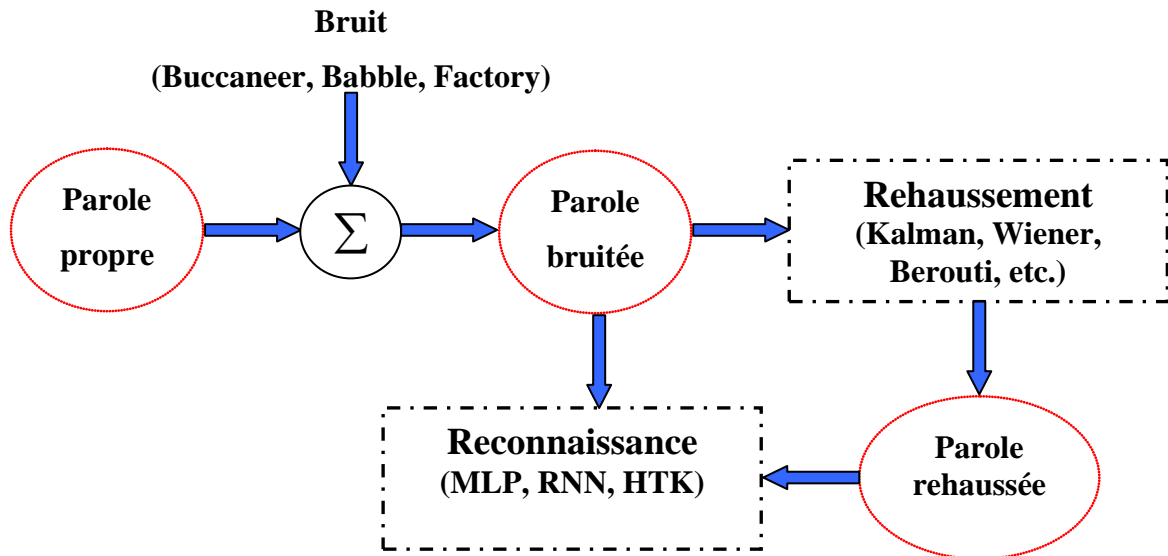 Bruit
(Buccaneer, Babble, Factory)
Parole
propre
∑
Parole
bruitée
Rehaussement
(Kalman, Wiener,
Berouti, etc.)
Reconnaissance
(MLP, RNN, HTK)
Parole
rehaussée